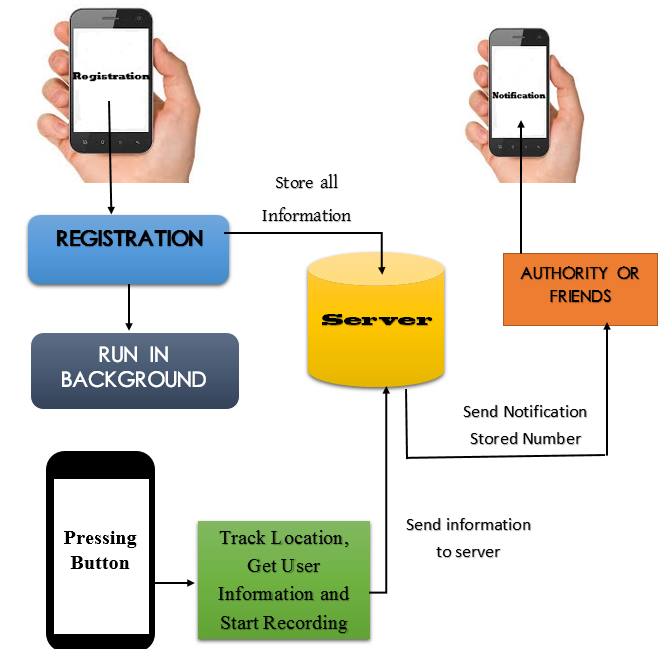 Registration
Notification
Store all
Information
REGISTRATION
AUTHORITY OR
FRIENDS
Server
RUN IN
BACKGROUND
Send Notification
Stored Number
Pressing
Button
Track Location,
Get User
Information and
Start Recording
Send information
to server